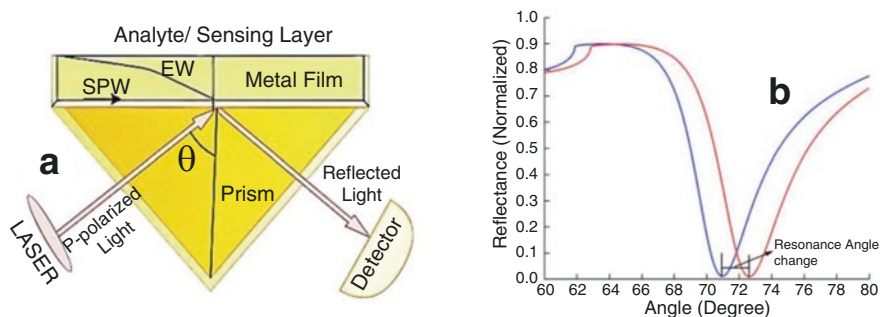 Analyte/ Sensing Layer
EW
Metal Film
SPW
a
θ
Prism
P-polarized
Light
LASER
Reflected
Light
Detector
Reflectance (Normalized)
1.0
0.9
0.8
0.7
0.6
0.5
0.4
0.3
0.2
0.1
0.0
b
Resonance Angle
change
60 62 64 66 68 70 72 74 76 78 80
Angle (Degree)